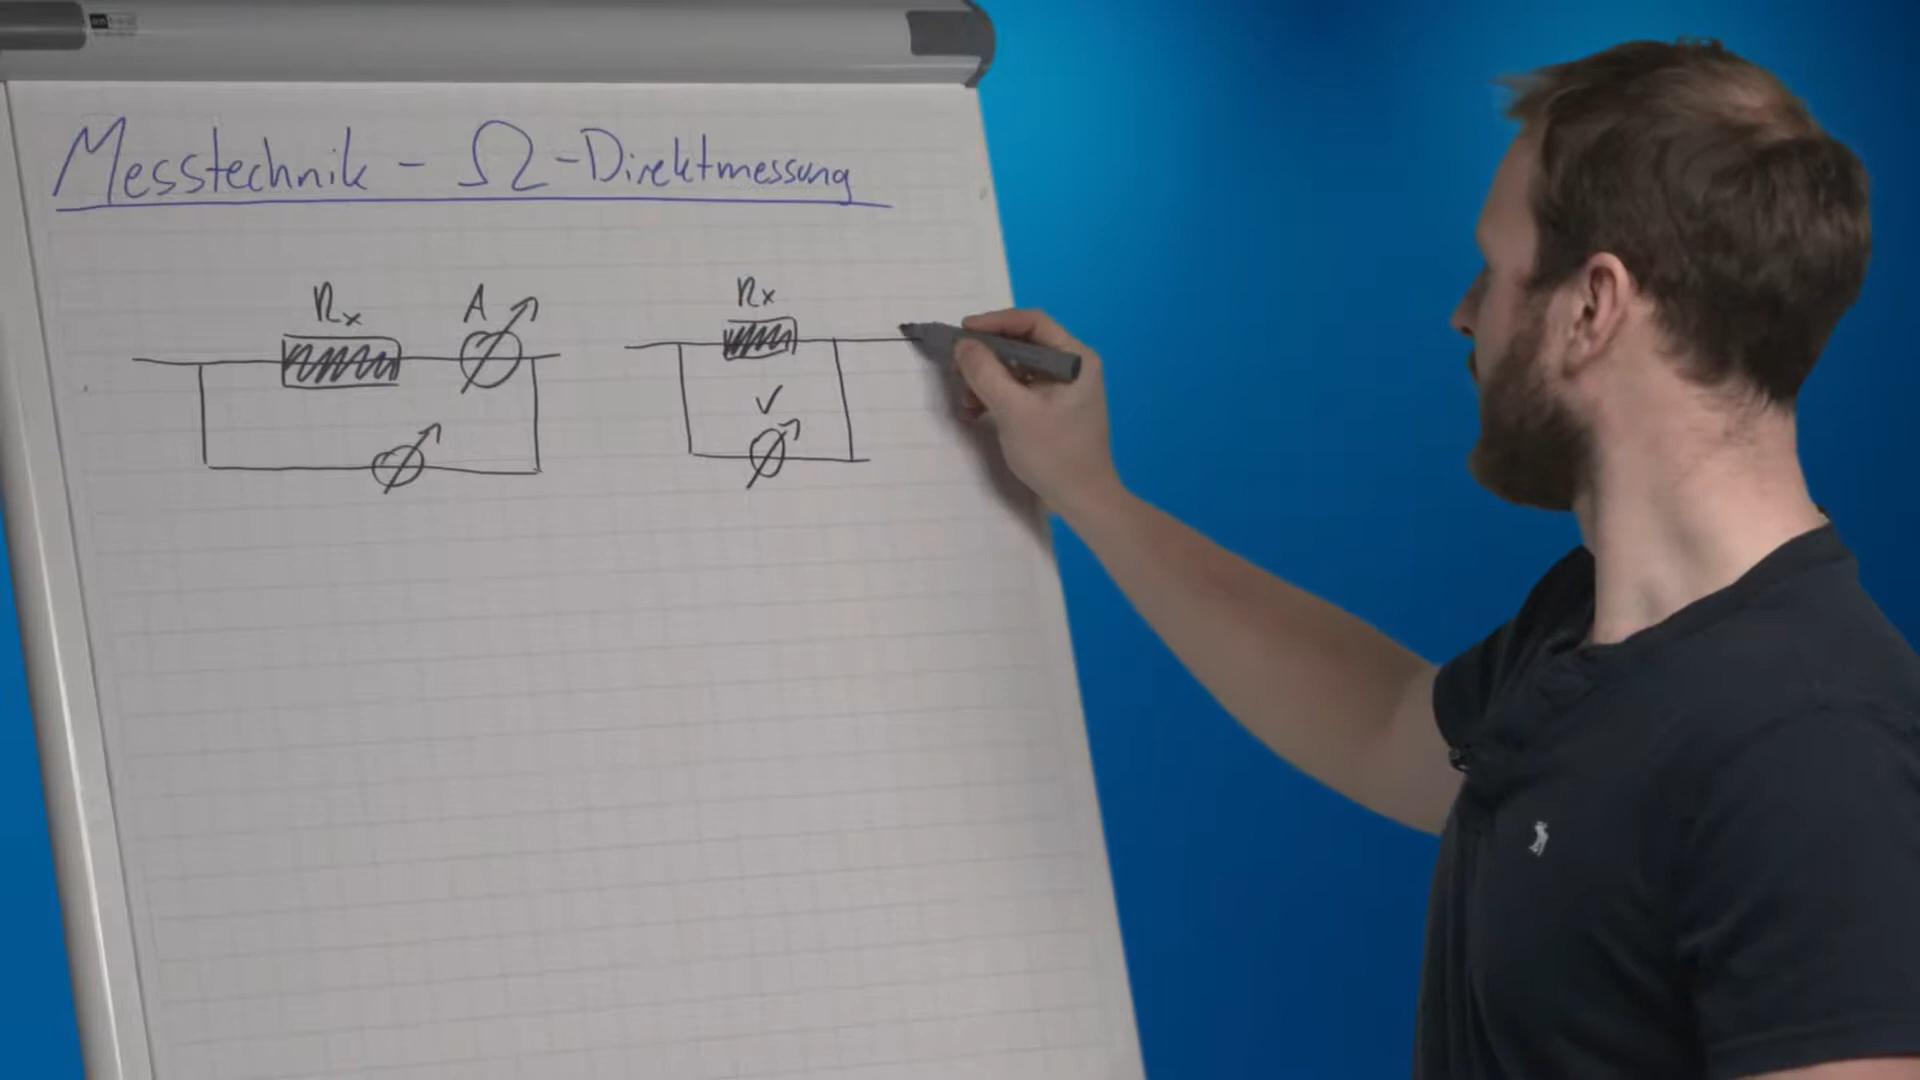 Messtechnik - Ω-Direktmessung
Rx A
Rx
V